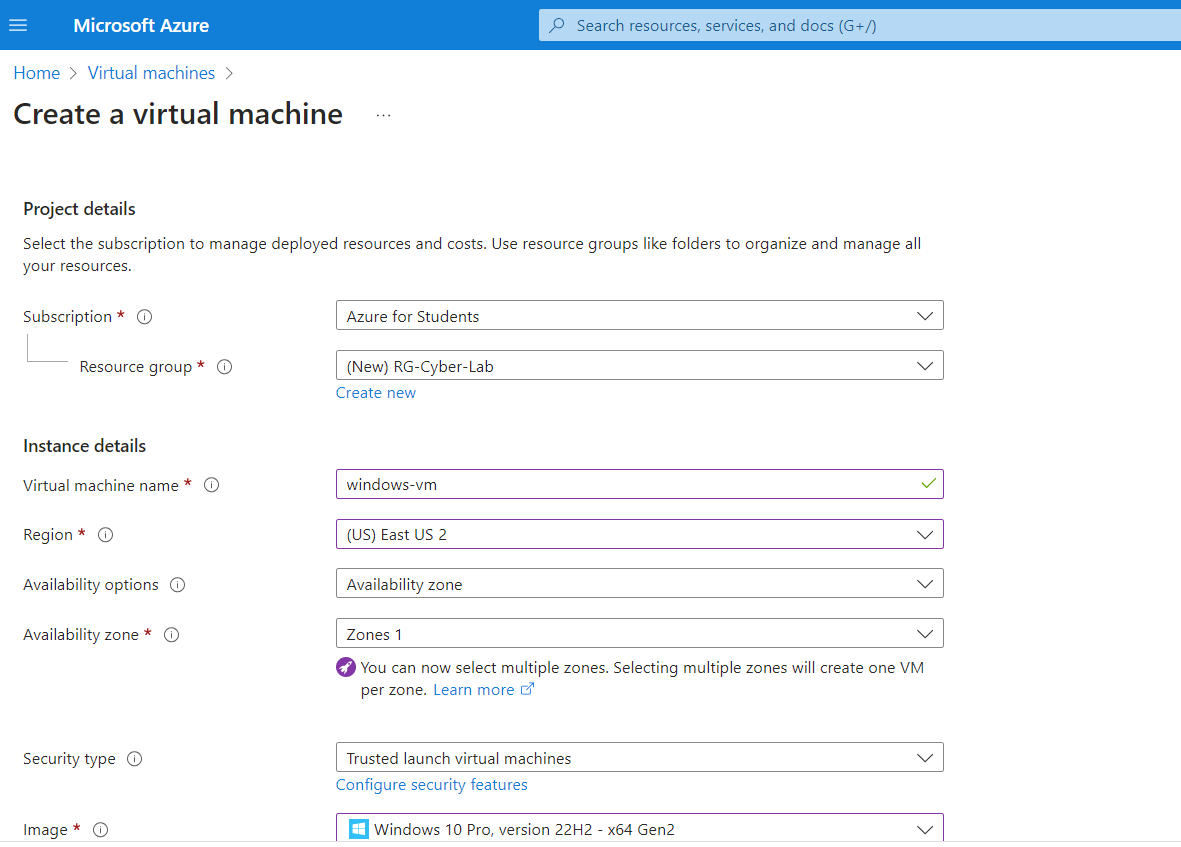 Microsoft Azure
Search resources, services, and docs (G+/)
Home > Virtual machines >
Create a virtual machine ...
Project details
Select the subscription to manage deployed resources and costs. Use resource groups like folders to organize and manage all
your resources.
Subscription * Azure for Students
Resource group * (New) RG-Cyber-Lab
Create new
Instance details
Virtual machine name * windows-vm
Region * (US) East US 2
Availability options Availability zone
Availability zone * Zones 1
You can now select multiple zones. Selecting multiple zones will create one VM
per zone. Learn more
Security type Trusted launch virtual machines
Configure security features
Image * Windows 10 Pro, version 22H2 - x64 Gen2